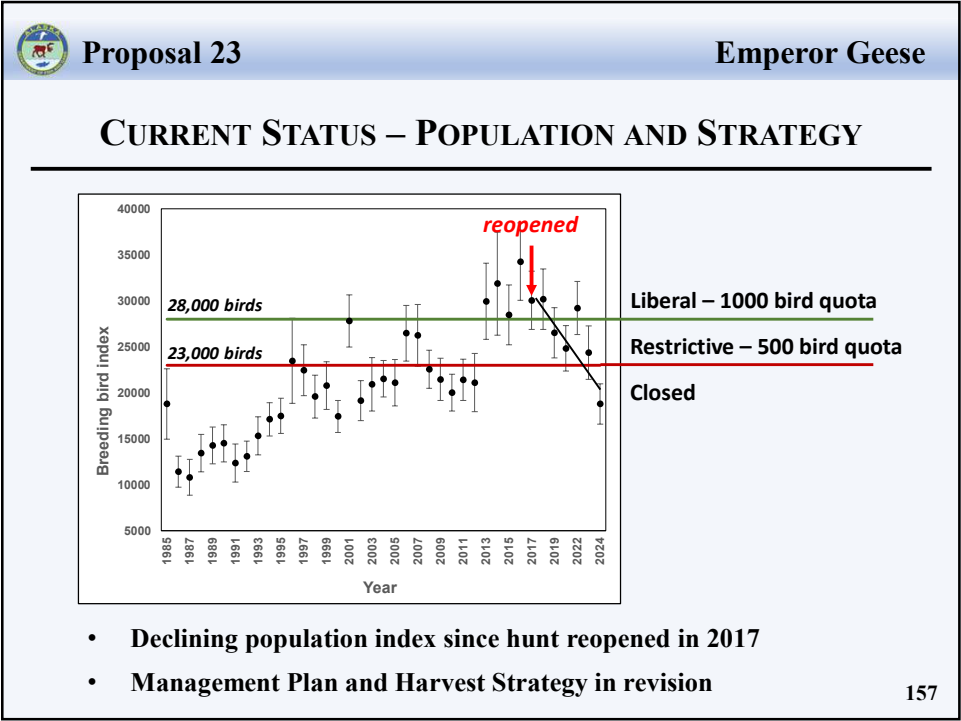 Proposal 23
Emperor Geese
CURRENT STATUS – POPULATION AND STRATEGY
40000
35000
30000
25000
20000
15000
10000
5000
Breeding bird index
reopened
28,000 birds
23,000 birds
Liberal – 1000 bird quota
Restrictive – 500 bird quota
Closed
1985
1987
1989
1991
1993
1995
1997
1999
2001
2003
2005
2007
2009
2011
2013
2015
2017
2019
2022
2024
Year
• Declining population index since hunt reopened in 2017
• Management Plan and Harvest Strategy in revision
157